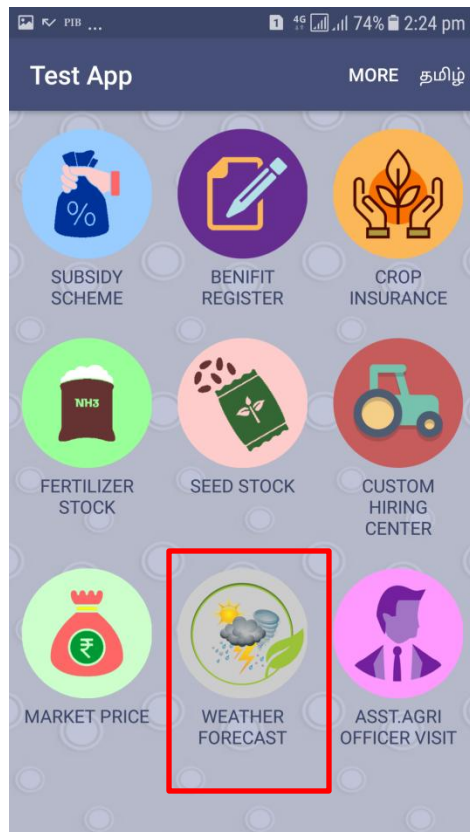 PIB ...
1 4G 74% 2:24 pm
Test App
MORE தமிழ்
%
SUBSIDY
SCHEME
BENIFIT
REGISTER
CROP
INSURANCE
NH3
FERTILIZER
STOCK
SEED STOCK
CUSTOM
HIRING
CENTER
₹
MARKET PRICE
WEATHER
FORECAST
ASST.AGRI
OFFICER VISIT